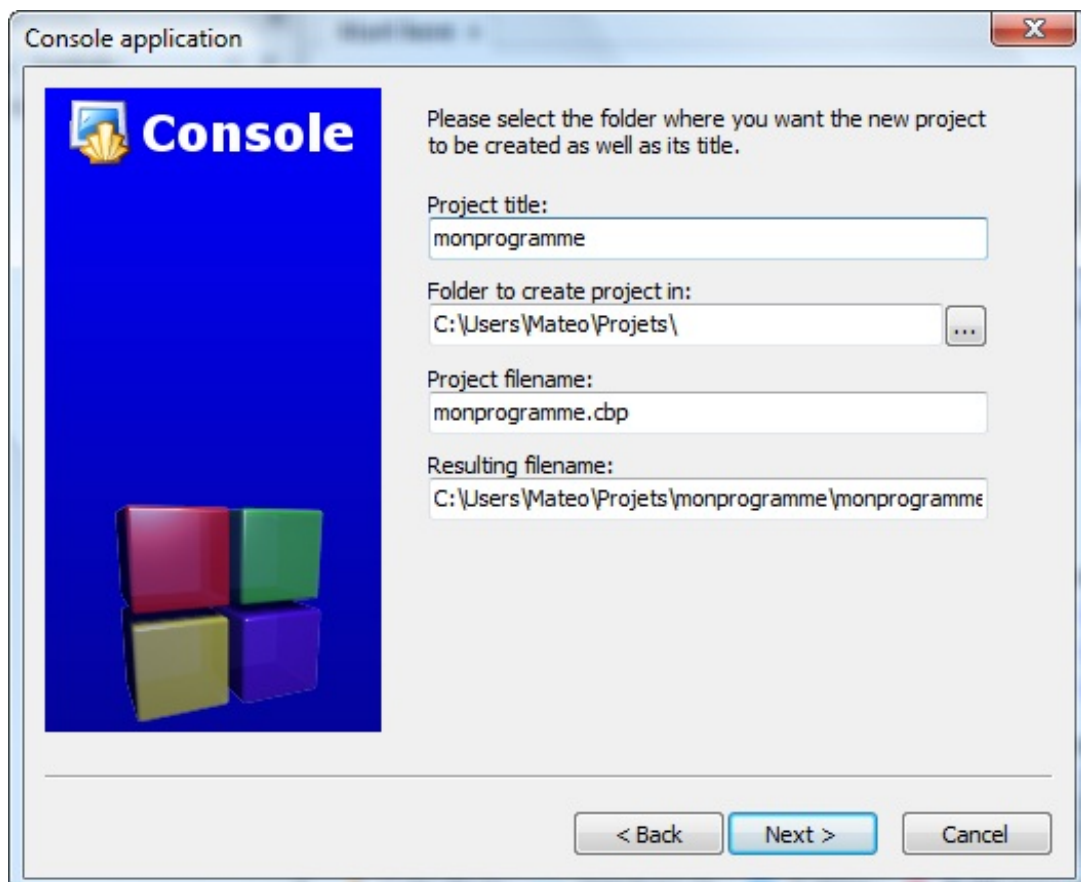 Console application
Start here
Console
Please select the folder where you want the new project
to be created as well as its title.
Project title:
monprogramme
Folder to create project in:
C:\Users\Mateo\Projets\
...
Project filename:
monprogramme.cbp
Resulting filename:
C:\Users\Mateo\Projets\monprogramme\monprogramme
< Back
Next >
Cancel